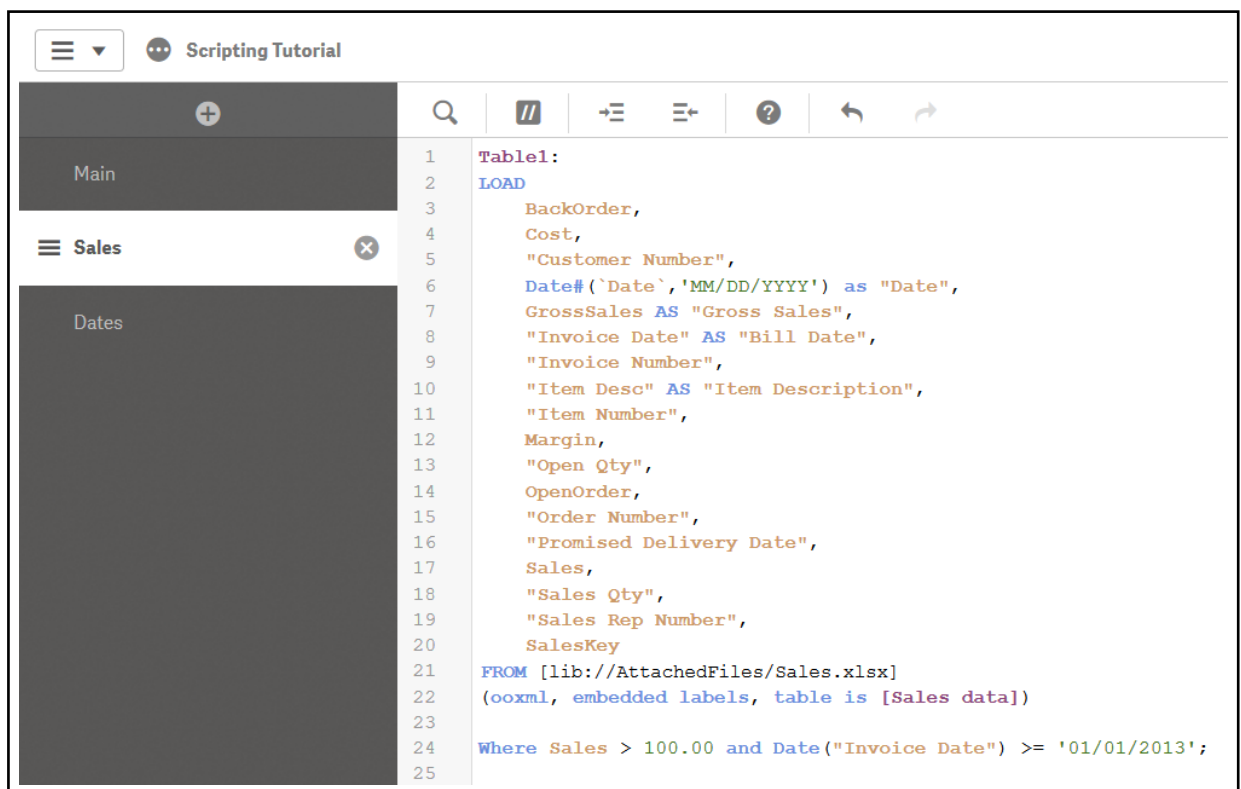 Scripting Tutorial
Main
Sales
Dates
//
?
1 Table1:
2 LOAD
3 BackOrder,
4 Cost,
5 "Customer Number",
6 Date#(`Date`,'MM/DD/YYYY') as "Date",
7 GrossSales AS "Gross Sales",
8 "Invoice Date" AS "Bill Date",
9 "Invoice Number",
10 "Item Desc" AS "Item Description",
11 "Item Number",
12 Margin,
13 "Open Qty",
14 OpenOrder,
15 "Order Number",
16 "Promised Delivery Date",
17 Sales,
18 "Sales Qty",
19 "Sales Rep Number",
20 SalesKey
21 FROM [lib://AttachedFiles/Sales.xlsx]
22 (ooxml, embedded labels, table is [Sales data])
23
24 Where Sales > 100.00 and Date("Invoice Date") >= '01/01/2013';
25